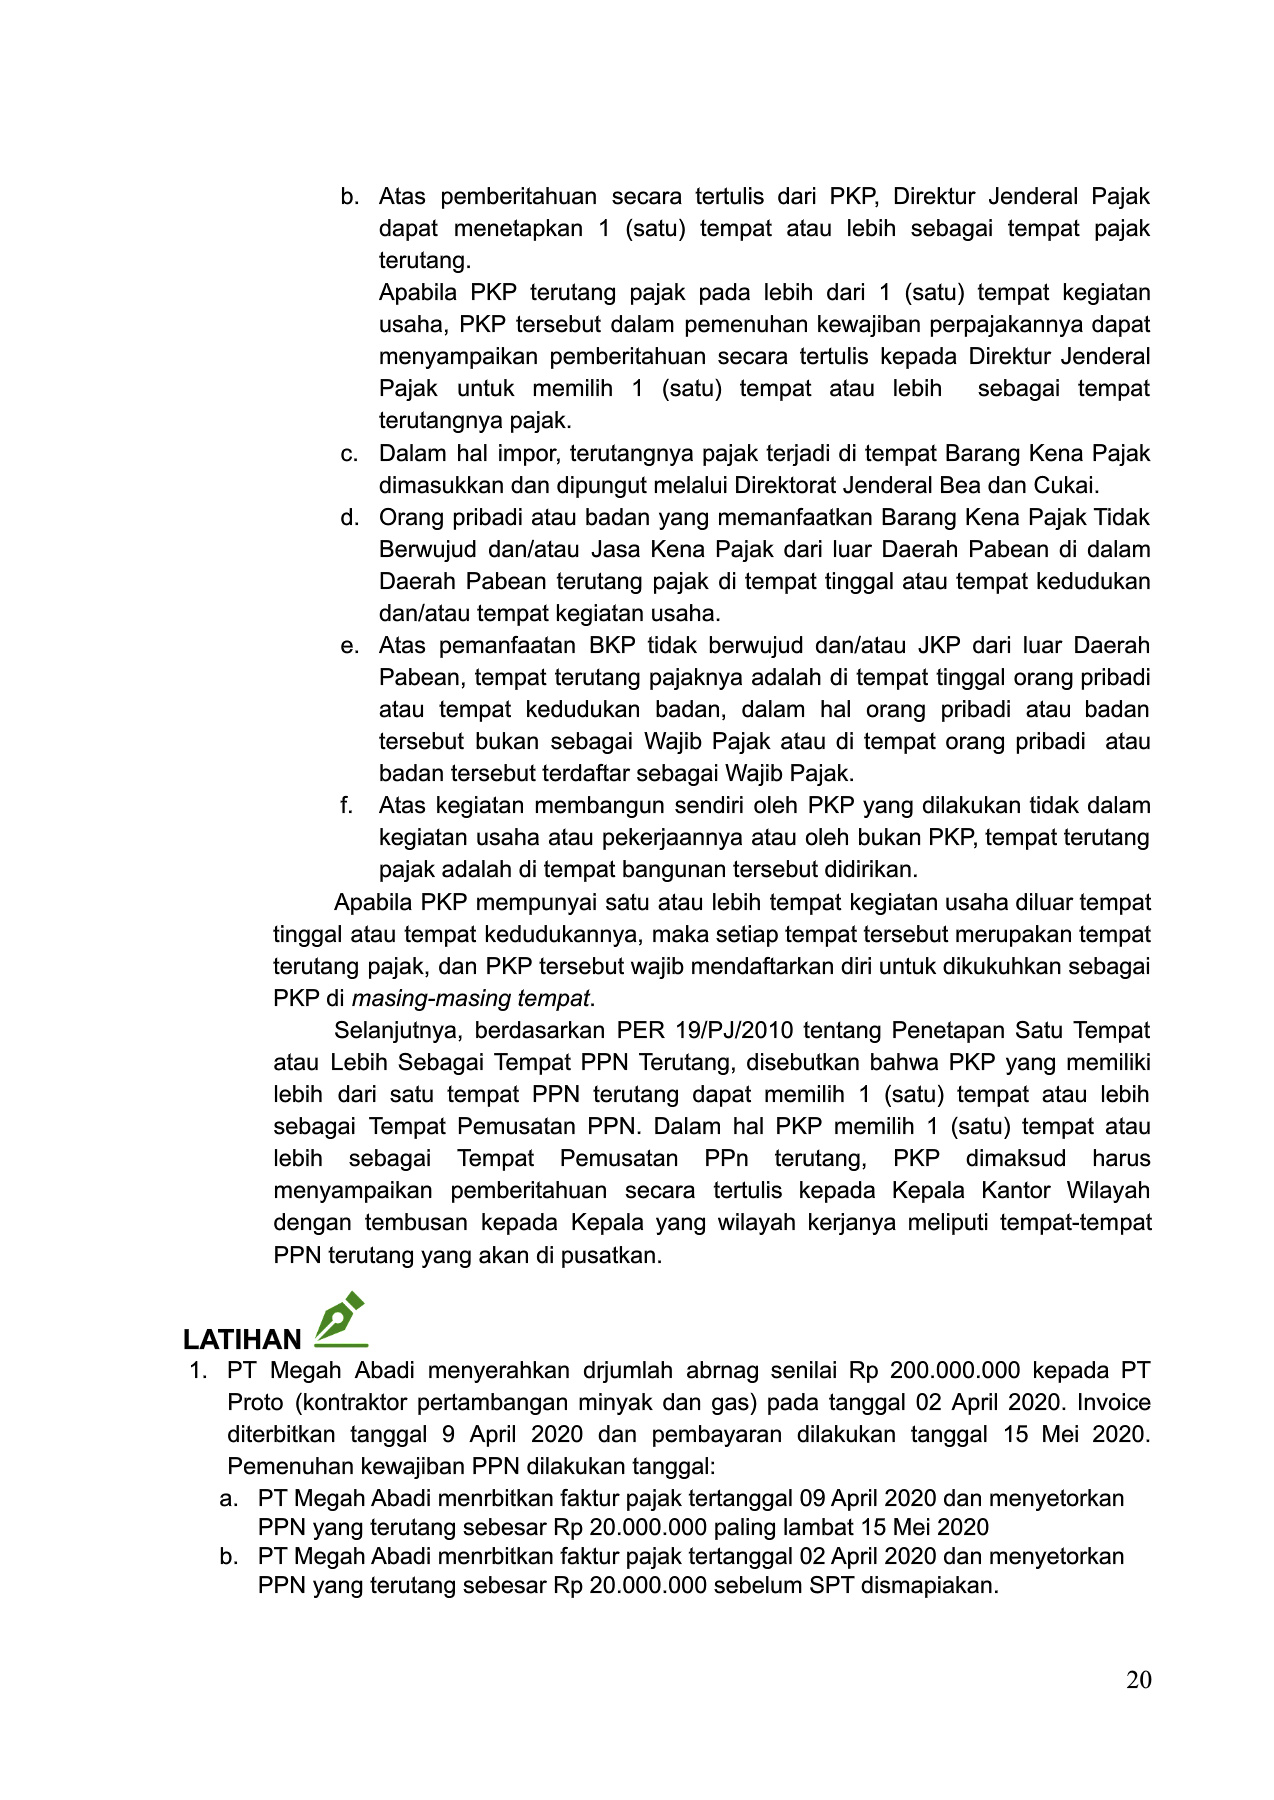 b. Atas pemberitahuan secara tertulis dari PKP, Direktur Jenderal Pajak
dapat menetapkan 1 (satu) tempat atau lebih sebagai tempat pajak
terutang.
Apabila PKP terutang pajak pada lebih dari 1 (satu) tempat kegiatan
usaha, PKP tersebut dalam pemenuhan kewajiban perpajakannya dapat
menyampaikan pemberitahuan secara tertulis kepada Direktur Jenderal
Pajak untuk memilih 1 (satu) tempat atau lebih sebagai tempat
terutangnya pajak.
c. Dalam hal impor, terutangnya pajak terjadi di tempat Barang Kena Pajak
dimasukkan dan dipungut melalui Direktorat Jenderal Bea dan Cukai.
d. Orang pribadi atau badan yang memanfaatkan Barang Kena Pajak Tidak
Berwujud dan/atau Jasa Kena Pajak dari luar Daerah Pabean di dalam
Daerah Pabean terutang pajak di tempat tinggal atau tempat kedudukan
dan/atau tempat kegiatan usaha.
e. Atas pemanfaatan BKP tidak berwujud dan/atau JKP dari luar Daerah
Pabean, tempat terutang pajaknya adalah di tempat tinggal orang pribadi
atau tempat kedudukan badan, dalam hal orang pribadi atau badan
tersebut bukan sebagai Wajib Pajak atau di tempat orang pribadi atau
badan tersebut terdaftar sebagai Wajib Pajak.
f. Atas kegiatan membangun sendiri oleh PKP yang dilakukan tidak dalam
kegiatan usaha atau pekerjaannya atau oleh bukan PKP, tempat terutang
pajak adalah di tempat bangunan tersebut didirikan.
Apabila PKP mempunyai satu atau lebih tempat kegiatan usaha diluar tempat
tinggal atau tempat kedudukannya, maka setiap tempat tersebut merupakan tempat
terutang pajak, dan PKP tersebut wajib mendaftarkan diri untuk dikukuhkan sebagai
PKP di masing-masing tempat.
Selanjutnya, berdasarkan PER 19/PJ/2010 tentang Penetapan Satu Tempat
atau Lebih Sebagai Tempat PPN Terutang, disebutkan bahwa PKP yang memiliki
lebih dari satu tempat PPN terutang dapat memilih 1 (satu) tempat atau lebih
sebagai Tempat Pemusatan PPN. Dalam hal PKP memilih 1 (satu) tempat atau
lebih sebagai Tempat Pemusatan PPn terutang, PKP dimaksud harus
menyampaikan pemberitahuan secara tertulis kepada Kepala Kantor Wilayah
dengan tembusan kepada Kepala yang wilayah kerjanya meliputi tempat-tempat
PPN terutang yang akan di pusatkan.
LATIHAN
1. PT Megah Abadi menyerahkan drjumlah abrnag senilai Rp 200.000.000 kepada PT
Proto (kontraktor pertambangan minyak dan gas) pada tanggal 02 April 2020. Invoice
diterbitkan tanggal 9 April 2020 dan pembayaran dilakukan tanggal 15 Mei 2020.
Pemenuhan kewajiban PPN dilakukan tanggal:
a. PT Megah Abadi menrbitkan faktur pajak tertanggal 09 April 2020 dan menyetorkan
PPN yang terutang sebesar Rp 20.000.000 paling lambat 15 Mei 2020
b. PT Megah Abadi menrbitkan faktur pajak tertanggal 02 April 2020 dan menyetorkan
PPN yang terutang sebesar Rp 20.000.000 sebelum SPT dismapiakan.
20